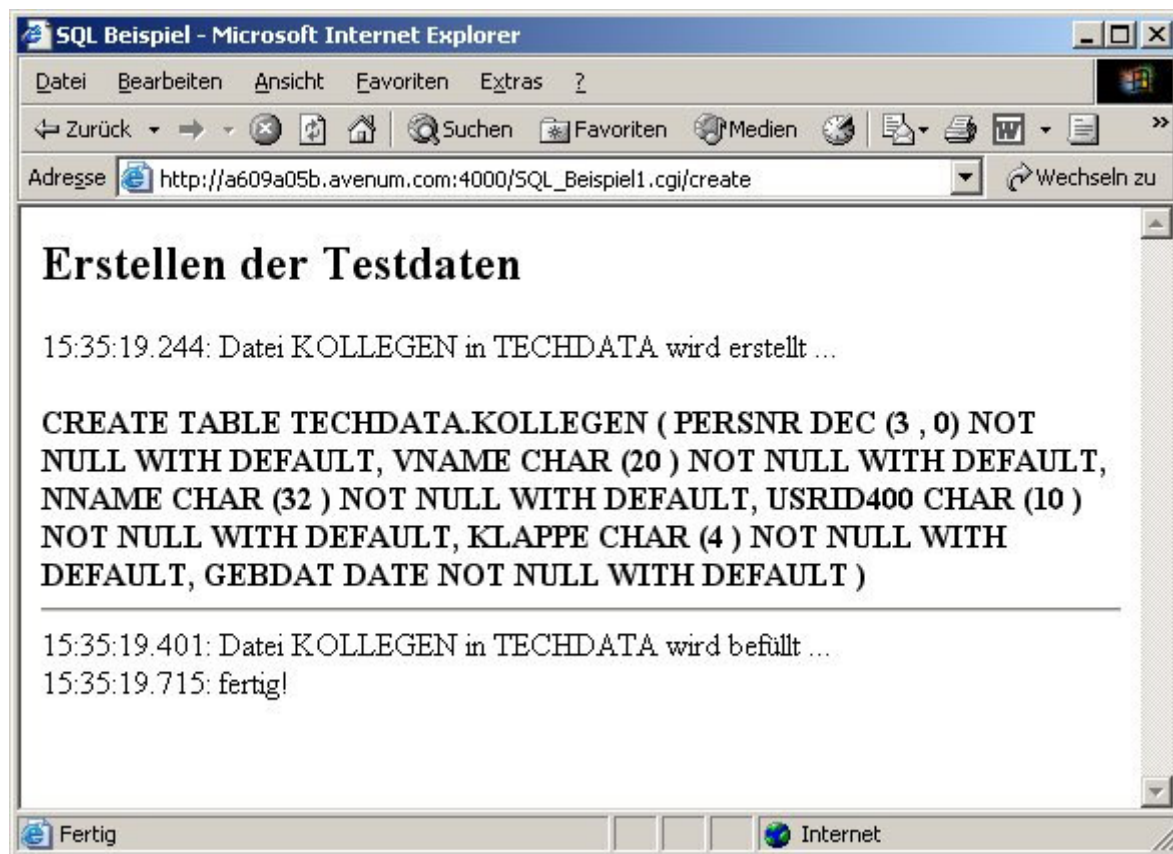 SQL Beispiel - Microsoft Internet Explorer
Datei Bearbeiten Ansicht Favoriten Extras ?
Zurück Suchen Favoriten Medien »
Adresse http://a609a05b.avenum.com:4000/SQL_Beispiel1.cgi/create Wechseln zu
Erstellen der Testdaten
15:35:19.244: Datei KOLLEGEN in TECHDATA wird erstellt ...
CREATE TABLE TECHDATA.KOLLEGEN ( PERSNR DEC (3 , 0) NOT
NULL WITH DEFAULT, VNAME CHAR (20 ) NOT NULL WITH DEFAULT,
NNAME CHAR (32 ) NOT NULL WITH DEFAULT, USRID400 CHAR (10 )
NOT NULL WITH DEFAULT, KLAPPE CHAR (4 ) NOT NULL WITH
DEFAULT, GEBDAT DATE NOT NULL WITH DEFAULT )
15:35:19.401: Datei KOLLEGEN in TECHDATA wird befüllt ...
15:35:19.715: fertig!
Fertig Internet